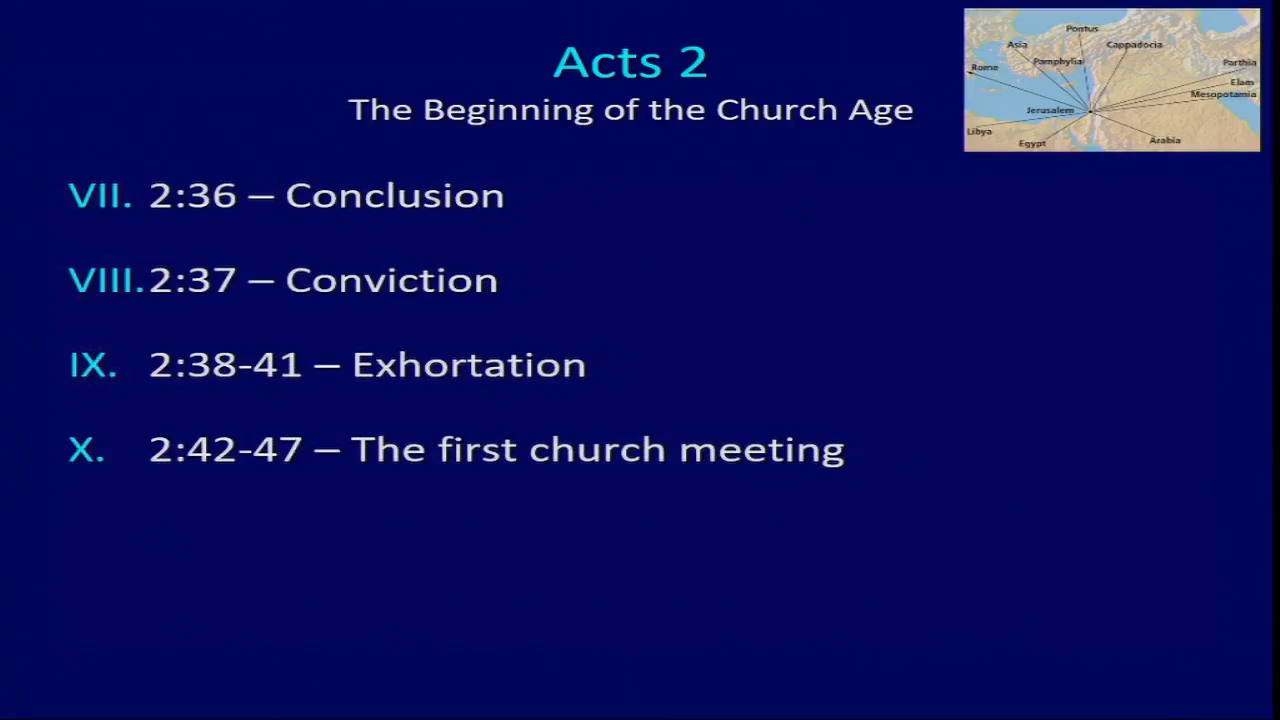 Acts 2
The Beginning of the Church Age
Pontus
Asia
Cappadocia
Pamphylia
Parthia
Rome
Elam
Mesopotamia
Jerusalem
Libya
Egypt
Arabia
VII. 2:36 – Conclusion
VIII. 2:37 – Conviction
IX. 2:38-41 – Exhortation
X. 2:42-47 – The first church meeting